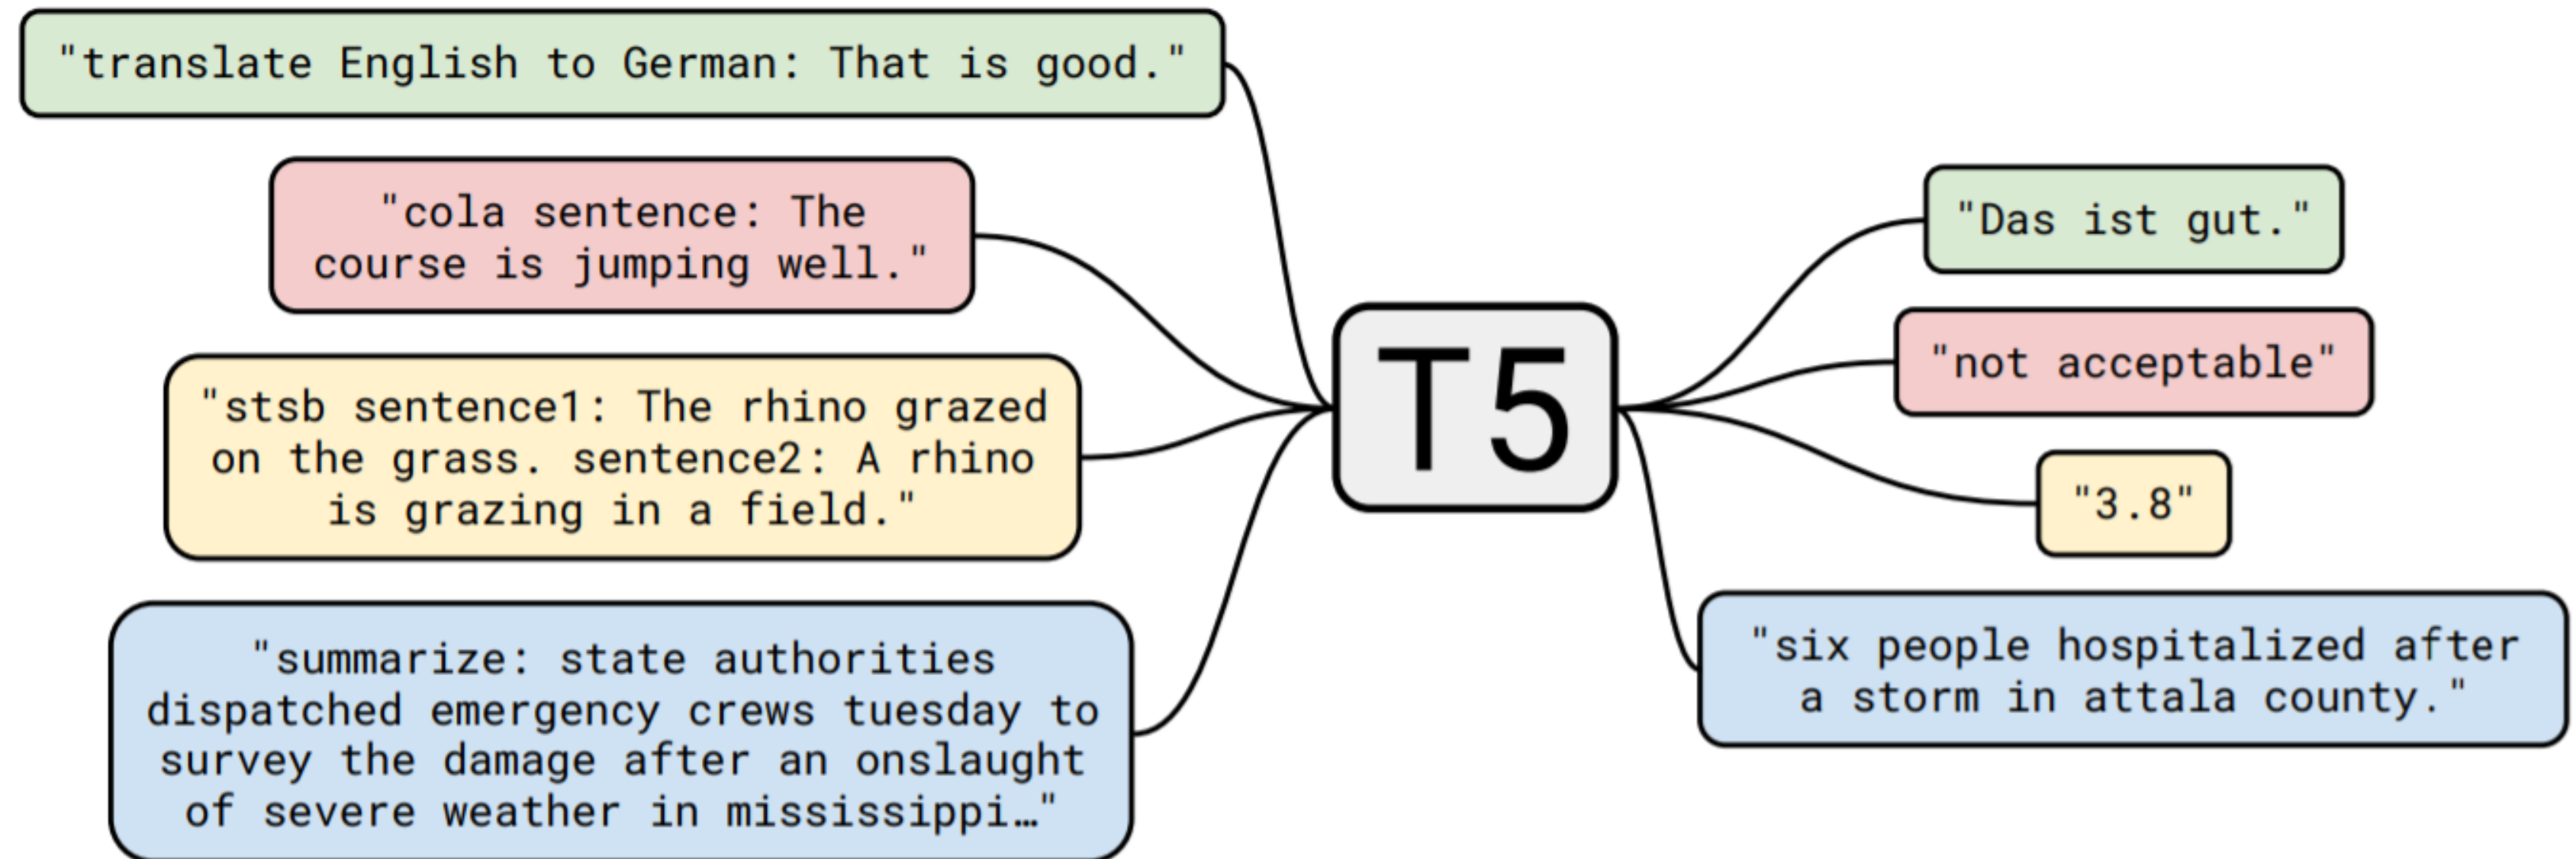 "translate English to German: That is good."
"cola sentence: The
course is jumping well."
"stsb sentence1: The rhino grazed
on the grass. sentence2: A rhino
is grazing in a field."
"summarize: state authorities
dispatched emergency crews tuesday to
survey the damage after an onslaught
of severe weather in mississippi…"
T5
"Das ist gut."
"not acceptable"
"3.8"
"six people hospitalized after
a storm in attala county."